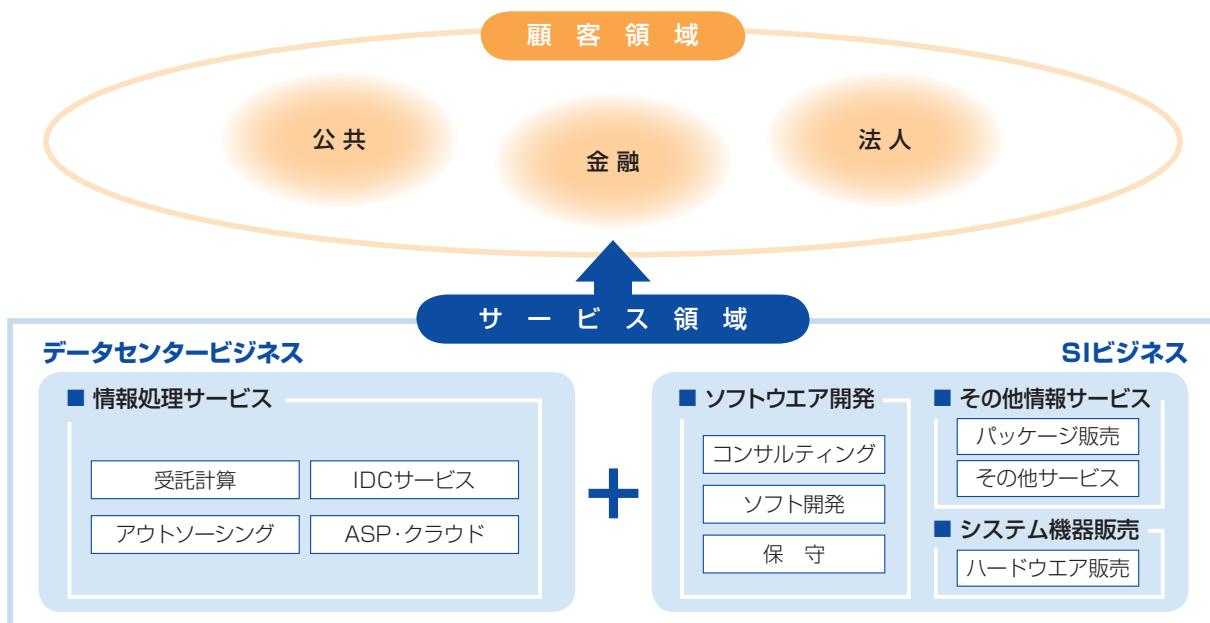 顧客領域
公共
金融
法人
サービス領域
データセンタービジネス
■ 情報処理サービス
受託計算
IDCサービス
アウトソーシング
ASP・クラウド
+
SIビジネス
■ ソフトウエア開発
コンサルティング
ソフト開発
保 守
■ その他情報サービス
パッケージ販売
その他サービス
■ システム機器販売
ハードウエア販売